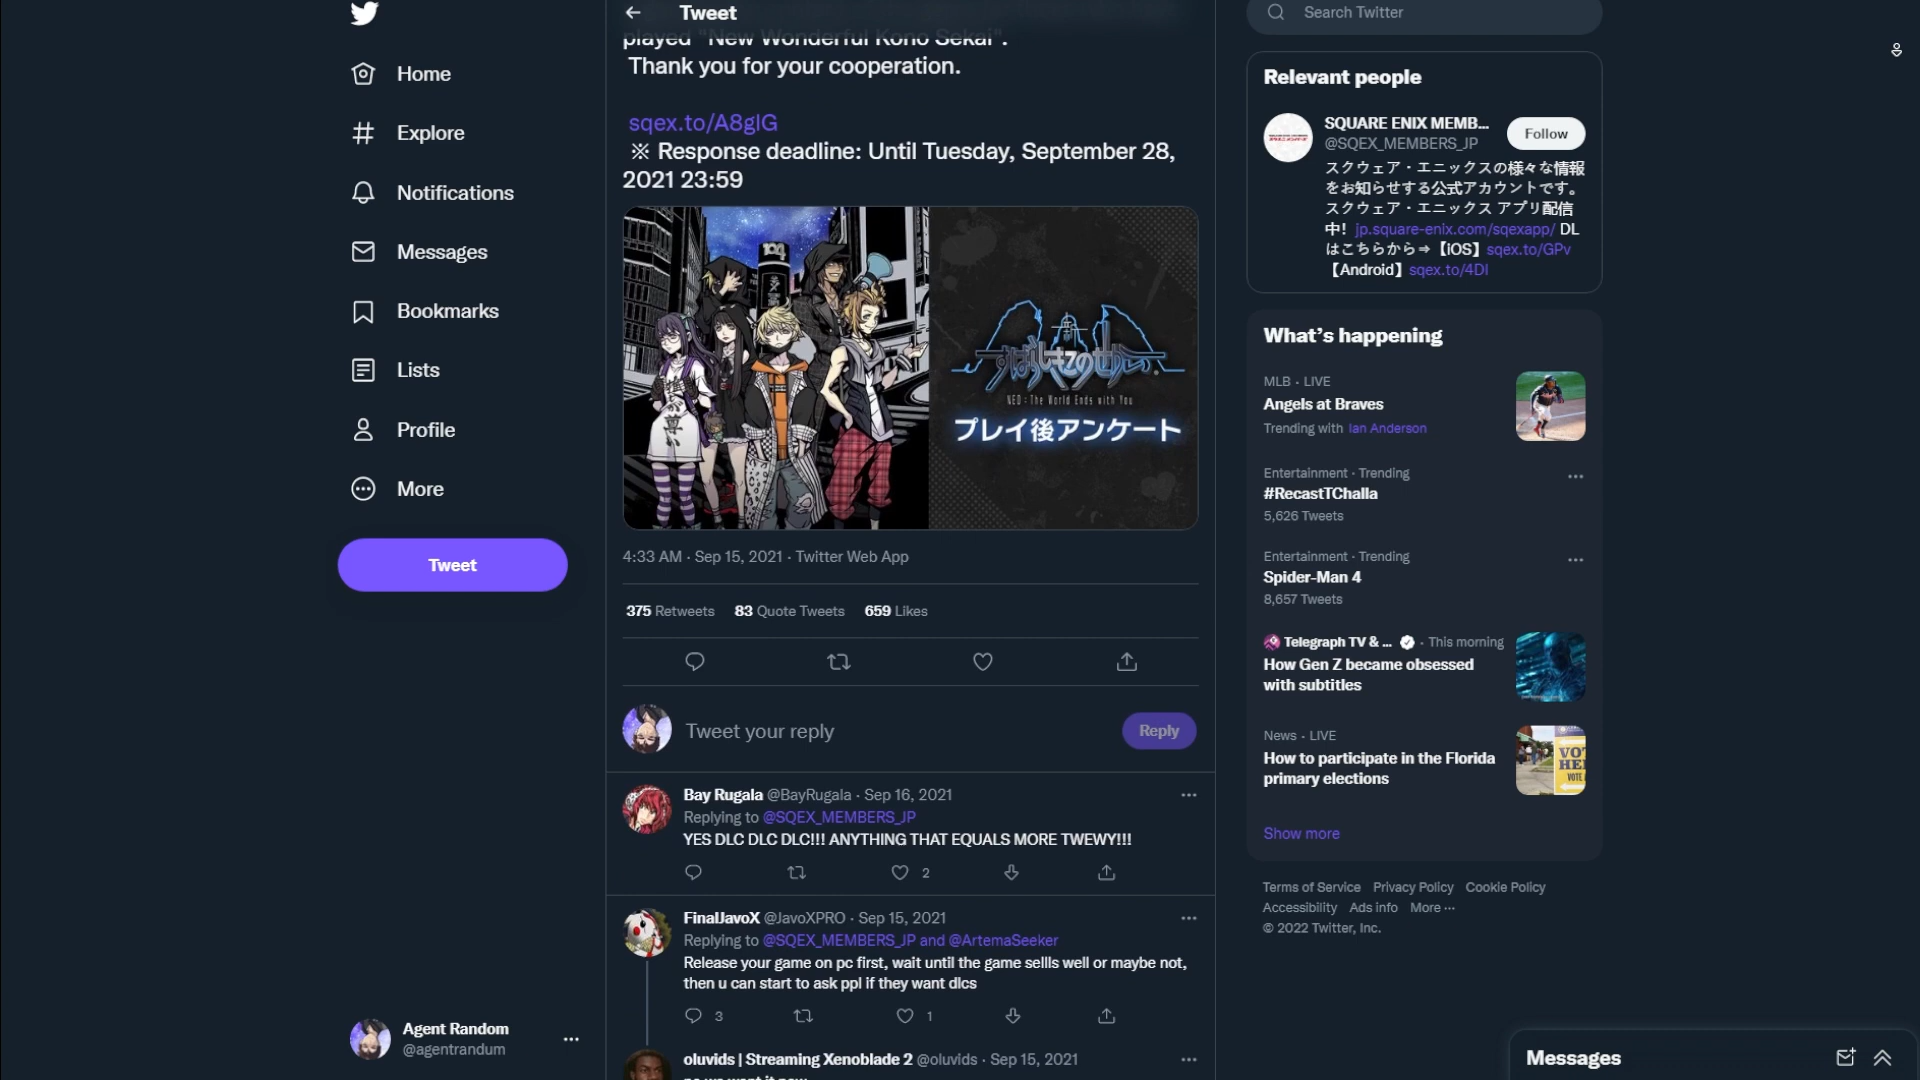 Home
Explore
Notifications
Messages
Bookmarks
Lists
Profile
More
Tweet
Agent Random
@agentrandum
Tweet
played "New Wonderful Kono Sekai".
Thank you for your cooperation.
※ Response deadline: Until Tuesday, September 28,
2021 23:59
104
NEO : The World Ends with You
プレイ後アンケート
4:33 AM · Sep 15, 2021 · Twitter Web App
375 Retweets 83 Quote Tweets 659 Likes
Tweet your reply
Reply
Bay Rugala @BayRugala · Sep 16, 2021
Replying to @SQEX_MEMBERS_JP
YES DLC DLC DLC!!! ANYTHING THAT EQUALS MORE TWEWY!!!
2
FinalJavoX @JavoXPRO · Sep 15, 2021
Replying to @SQEX_MEMBERS_JP and @ArtemaSeeker
Release your game on pc first, wait until the game sellls well or maybe not,
then u can start to ask ppl if they want dlcs
3 1
oluvids | Streaming Xenoblade 2 @oluvids · Sep 15, 2021
Search Twitter
Relevant people
SQUARE ENIX MEMB...
@SQEX_MEMBERS_JP
Follow
スクウェア・エニックスの様々な情報
をお知らせする公式アカウントです。
スクウェア・エニックス アプリ配信
中！ jp.square-enix.com/sqexapp/ DL
はこちらから⇒【iOS】sqex.to/GPv
【Android】sqex.to/4DI
What's happening
MLB · LIVE
Angels at Braves
Trending with Ian Anderson
Entertainment · Trending
#RecastTChalla
5,626 Tweets
Entertainment · Trending
Spider-Man 4
8,657 Tweets
Telegraph TV & ... · This morning
How Gen Z became obsessed
with subtitles
News · LIVE
How to participate in the Florida
primary elections
Show more
Terms of Service Privacy Policy Cookie Policy
Accessibility Ads info More ···
© 2022 Twitter, Inc.
Messages